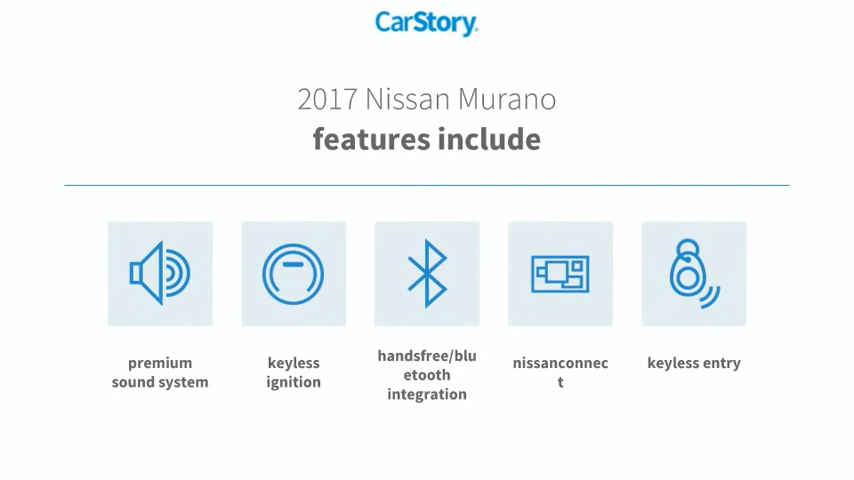 CarStory.
2017 Nissan Murano
features include
premium
sound system
keyless
ignition
handsfree/blu
etooth
integration
nissanconnec
t
keyless entry